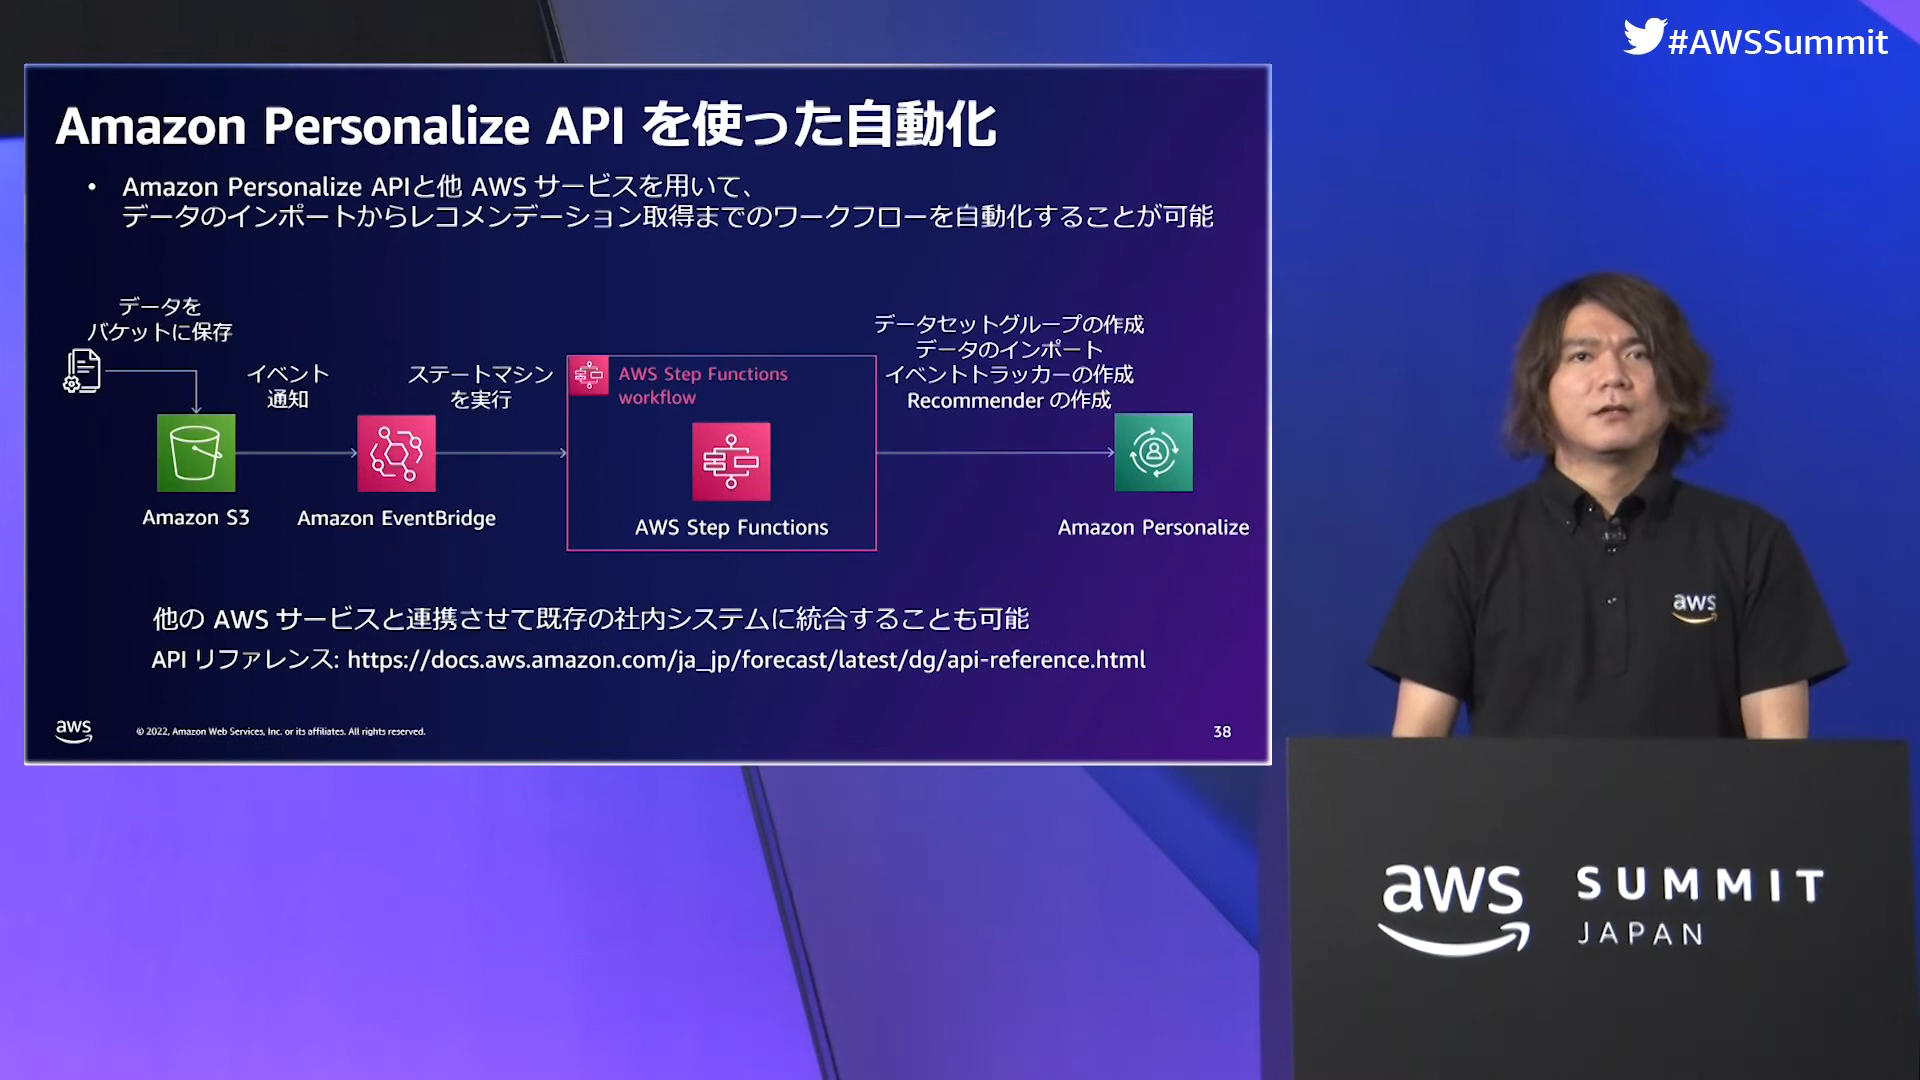 #AWSSummit
Amazon Personalize API を使った自動化
• Amazon Personalize APIと他 AWS サービスを用いて、
データのインポートからレコメンデーション取得までのワークフローを自動化することが可能
データを
バケットに保存
イベント
通知
ステートマシン
を実行
AWS Step Functions
workflow
データセットグループの作成
データのインポート
イベントトラッカーの作成
Recommender の作成
Amazon S3
Amazon EventBridge
AWS Step Functions
Amazon Personalize
他の AWS サービスと連携させて既存の社内システムに統合することも可能
API リファレンス: https://docs.aws.amazon.com/ja_jp/forecast/latest/dg/api-reference.html
aws
© 2022, Amazon Web Services, Inc. or its affiliates. All rights reserved.
38
aws
aws SUMMIT
JAPAN